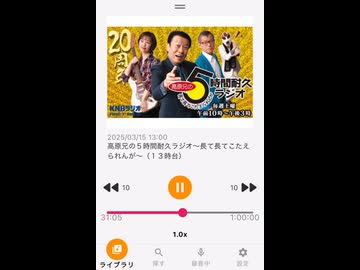 20周年
高原兄の
5時間耐久
ラジオ
KNBラジオ
毎週土曜
午前10時〜午後3時
2025/03/15 13:00
高原兄の5時間耐久ラジオ〜長て長てこたえ
られんが〜（１３時台）
10
10
31:05
1:00:00
1.0x
ライブラリ
探す
録音中
設定